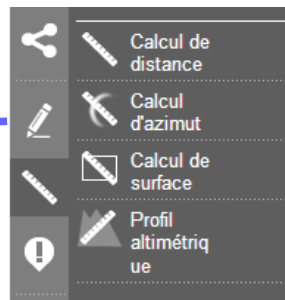 Calcul de
distance
Calcul
d'azimut
Calcul de
surface
Profil
altimétriq
ue